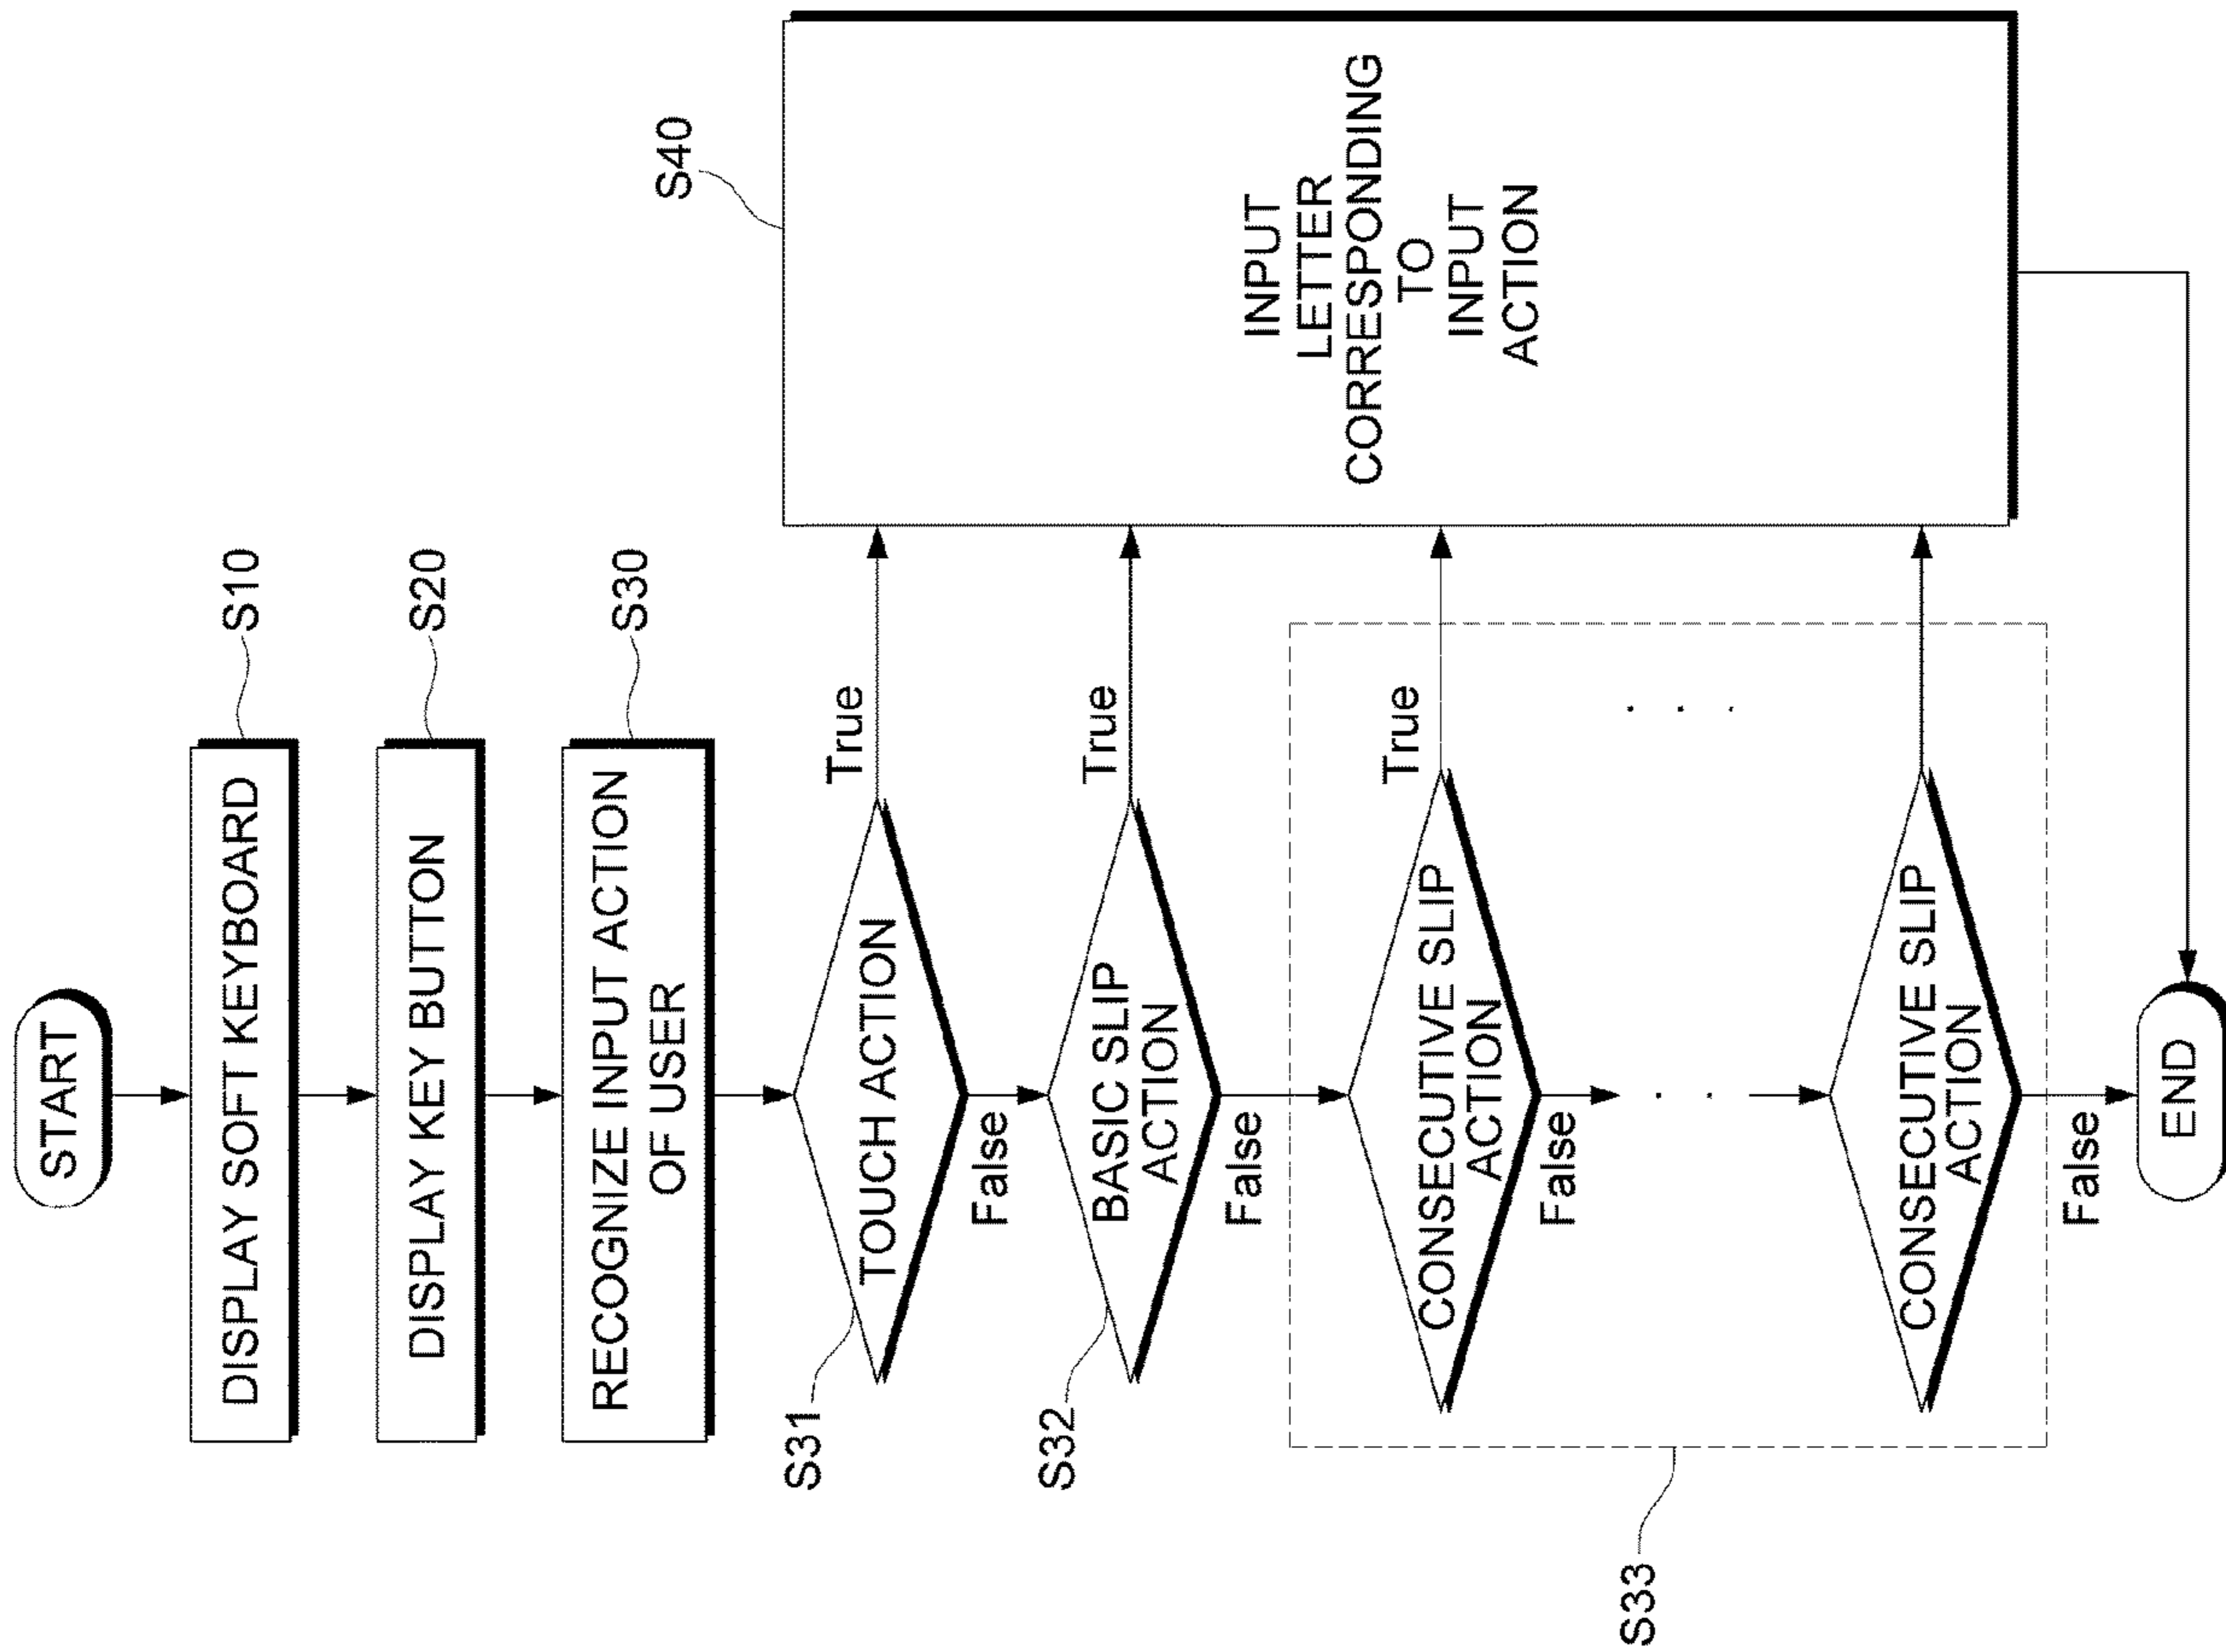 START
DISPLAY SOFT KEYBOARD
S10
DISPLAY KEY BUTTON
S20
RECOGNIZE INPUT ACTION
OF USER
S30
TOUCH ACTION
S31
True
False
BASIC SLIP
ACTION
S32
True
False
CONSECUTIVE SLIP
ACTION
True
False
. .
. . .
CONSECUTIVE SLIP
ACTION
False
S33
INPUT
LETTER
CORRESPONDING
TO
INPUT
ACTION
S40
END